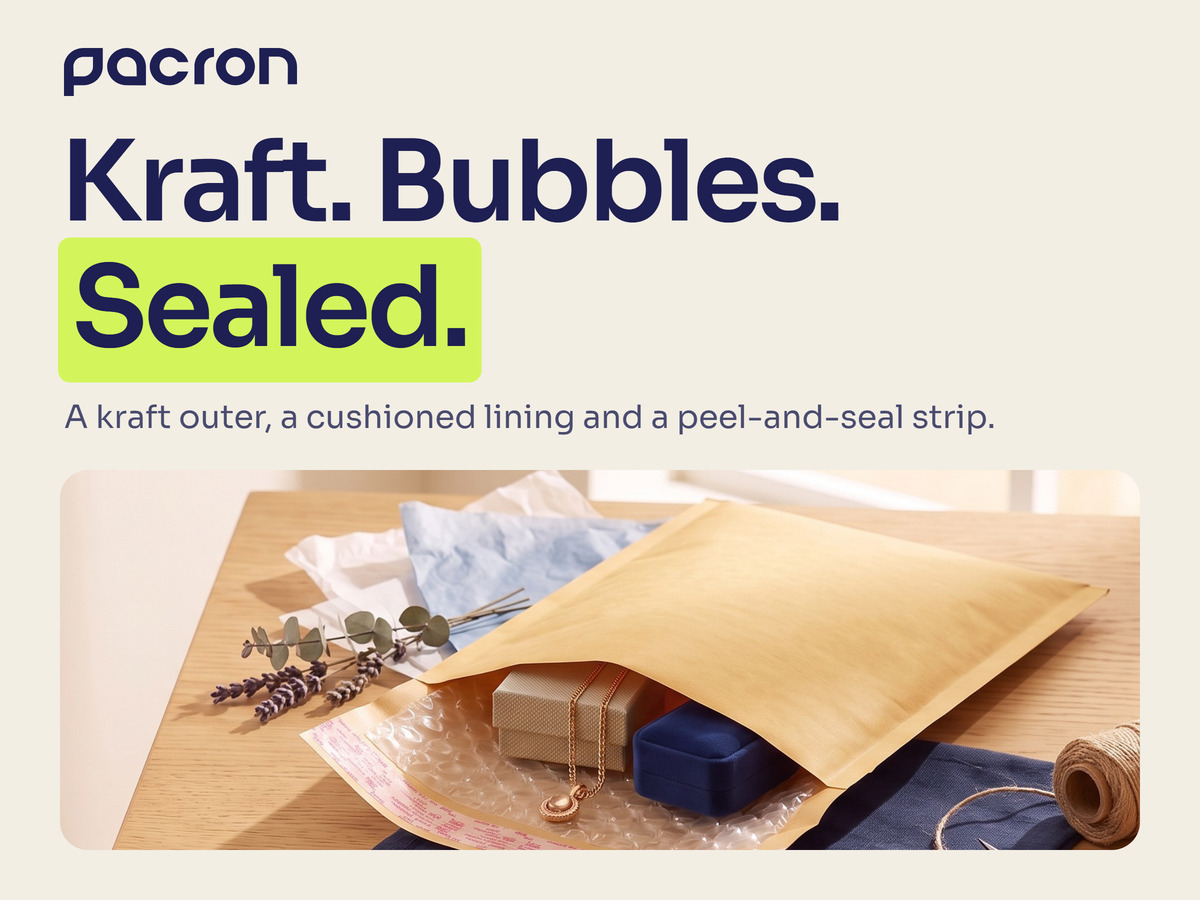 pacron
Kraft. Bubbles.
Sealed.
A kraft outer, a cushioned lining and a peel-and-seal strip.